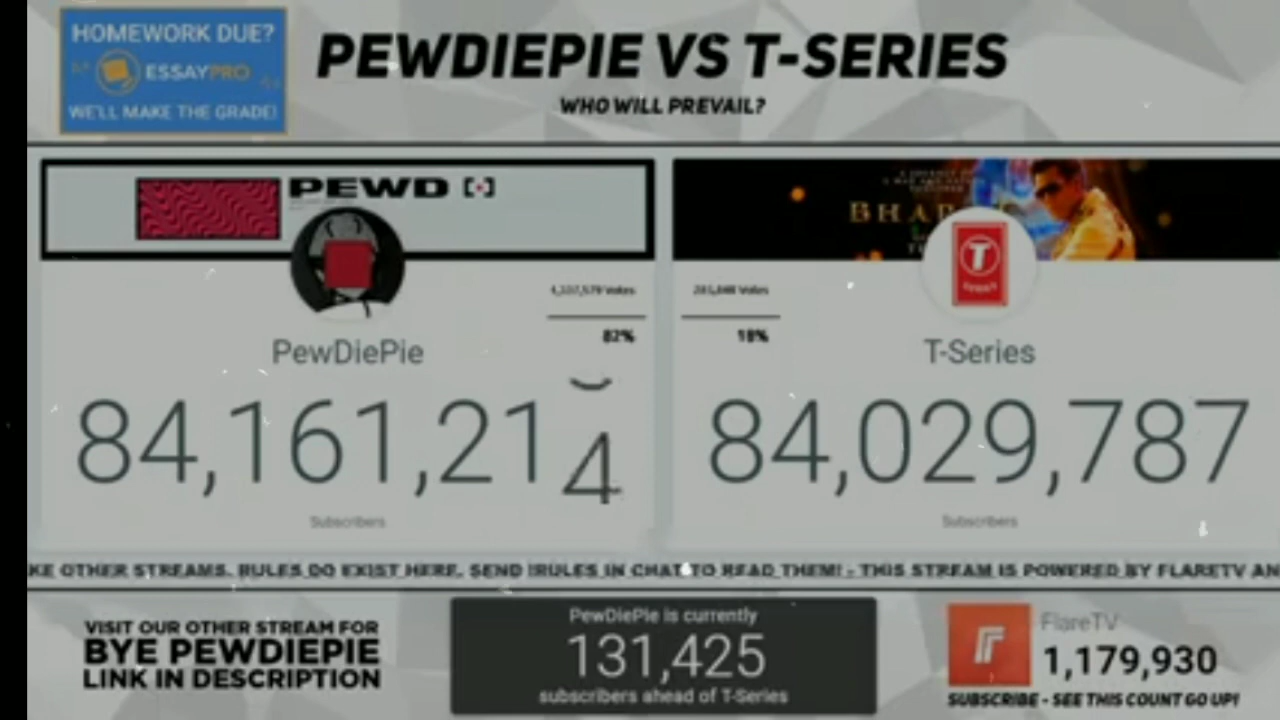 HOMEWORK DUE?
ESSAYPRO
WE'LL MAKE THE GRADE!
PEWDIEPIE VS T-SERIES
WHO WILL PREVAIL?
PEWD
BHAR
T
82%
18%
PewDiePie
T-Series
84,161,214
84,029,787
Subscribers
Subscribers
KE OTHER STREAMS. RULES DO EXIST HERE. SEND !RULES IN CHAT TO READ THEM! - THIS STREAM IS POWERED BY FLARETV AN
VISIT OUR OTHER STREAM FOR
BYE PEWDIEPIE
LINK IN DESCRIPTION
PewDiePie is currently
131,425
subscribers ahead of T-Series
FlareTV
1,179,930
SUBSCRIBE - SEE THIS COUNT GO UP!